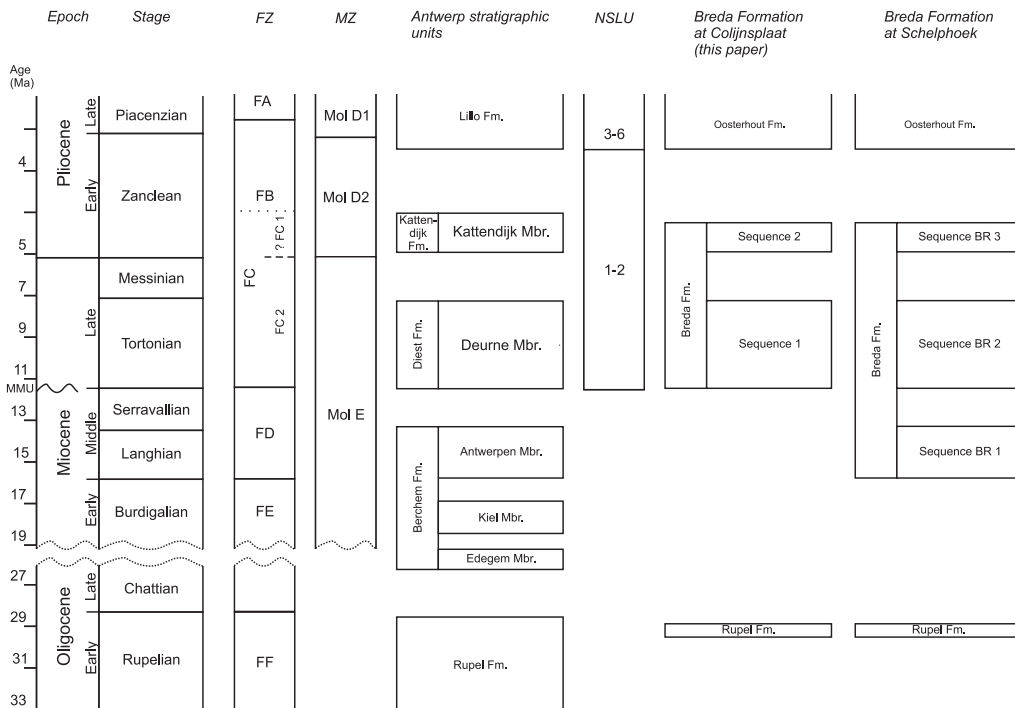 Epoch
Stage
FZ
MZ
Antwerp stratigraphic
units
NSLU
Breda Formation
at Colijnsplaat
(this paper)
Breda Formation
at Schelphoek
Age
(Ma)
4
5
7
9
11
MMU
13
15
17
19
27
29
31
33
Pliocene
Miocene
Oligocene
Late
Early
Late
Middle
Early
Late
Early
Piacenzian
Zanclean
Messinian
Tortonian
Serravallian
Langhian
Burdigalian
Chattian
Rupelian
FA
FB
? FC 1
FC
FC 2
FD
FE
FF
Mol D1
Mol D2
Mol E
Lillo Fm.
Katten-
dijk
Fm.
Kattendijk Mbr.
Diest Fm.
Deurne Mbr.
Berchem Fm.
Antwerpen Mbr.
Kiel Mbr.
Edegem Mbr.
Rupel Fm.
3-6
1-2
Oosterhout Fm.
Breda Fm.
Sequence 2
Sequence 1
Rupel Fm.
Oosterhout Fm.
Breda Fm.
Sequence BR 3
Sequence BR 2
Sequence BR 1
Rupel Fm.